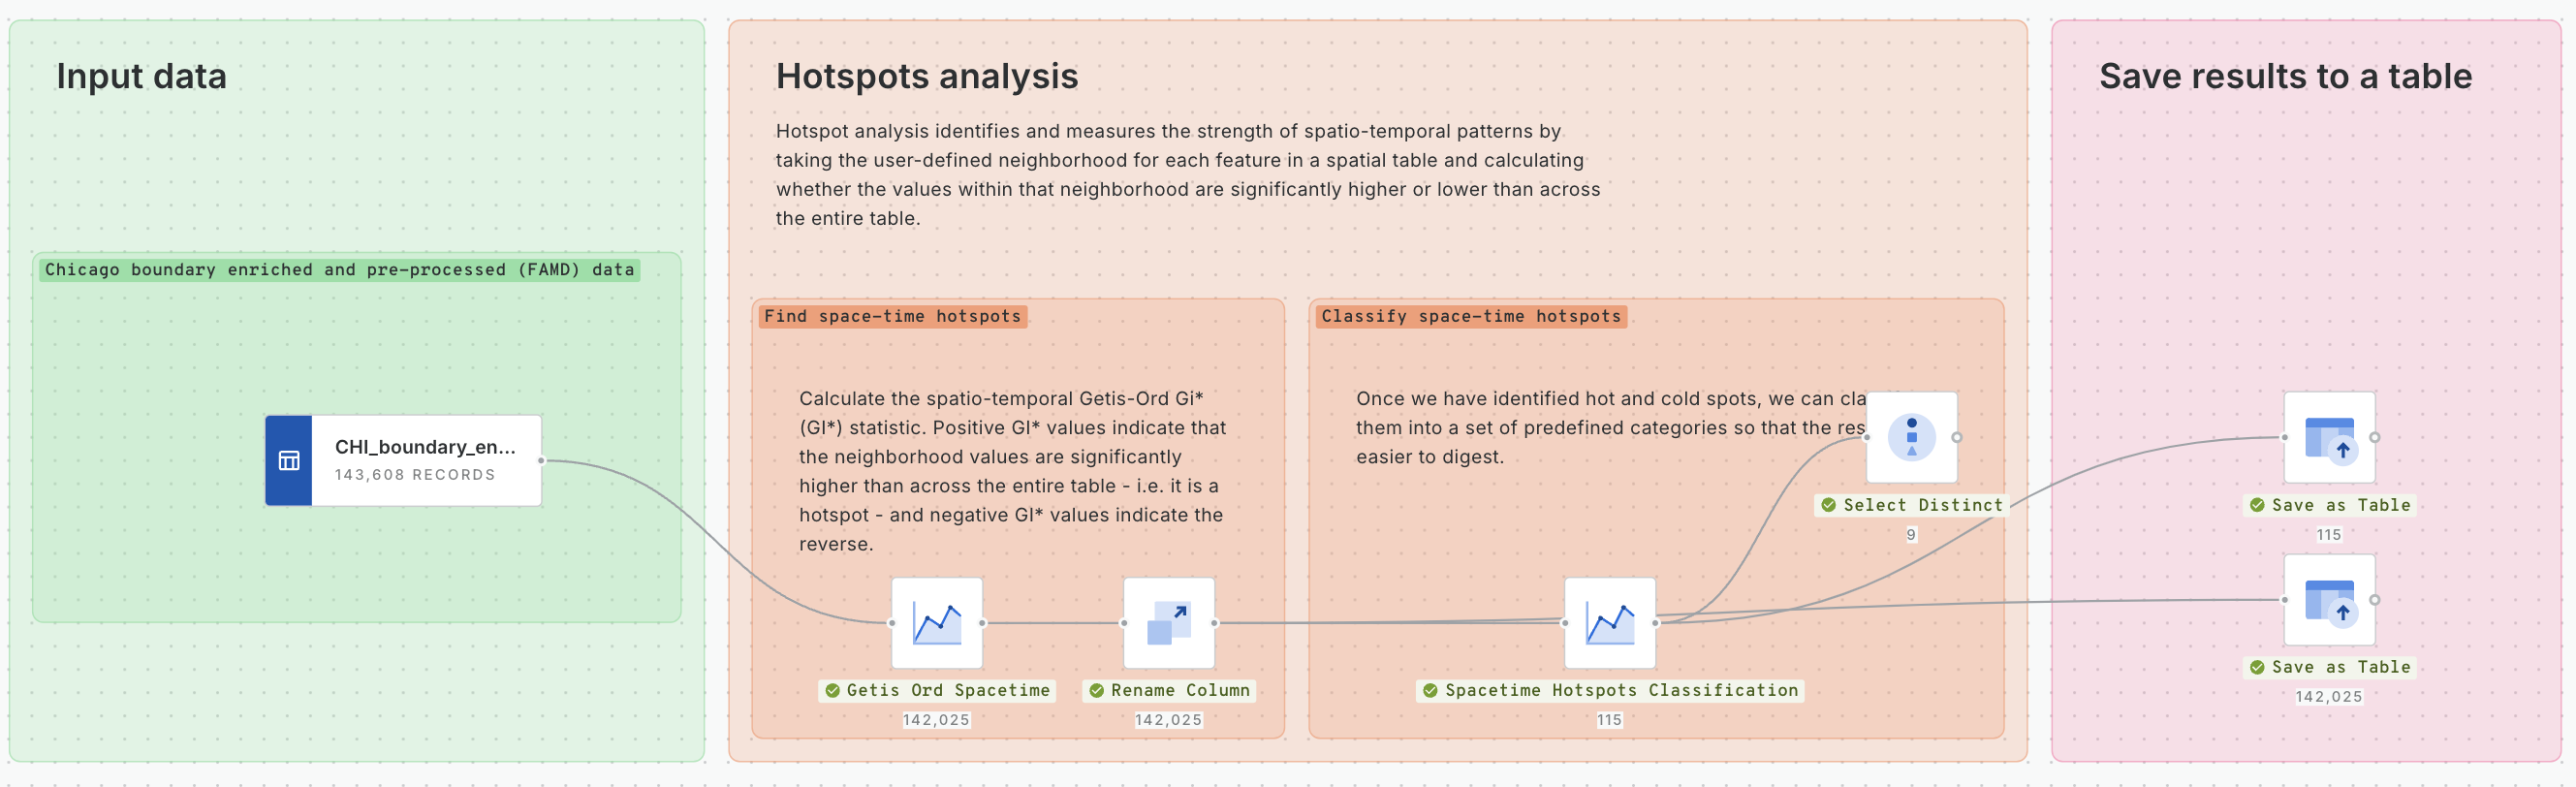 Input data
Chicago boundary enriched and pre-processed (FAMD) data
CHI_boundary_en...
143,608 RECORDS
Hotspots analysis
Hotspot analysis identifies and measures the strength of spatio-temporal patterns by
taking the user-defined neighborhood for each feature in a spatial table and calculating
whether the values within that neighborhood are significantly higher or lower than across
the entire table.
Find space-time hotspots
Calculate the spatio-temporal Getis-Ord Gi*
(GI*) statistic. Positive GI* values indicate that
the neighborhood values are significantly
higher than across the entire table - i.e. it is a
hotspot - and negative GI* values indicate the
reverse.
Getis Ord Spacetime
142,025
Rename Column
142,025
Classify space-time hotspots
Once we have identified hot and cold spots, we can cla
them into a set of predefined categories so that the res
easier to digest.
Select Distinct
9
Spacetime Hotspots Classification
115
Save results to a table
Save as Table
115
Save as Table
142,025